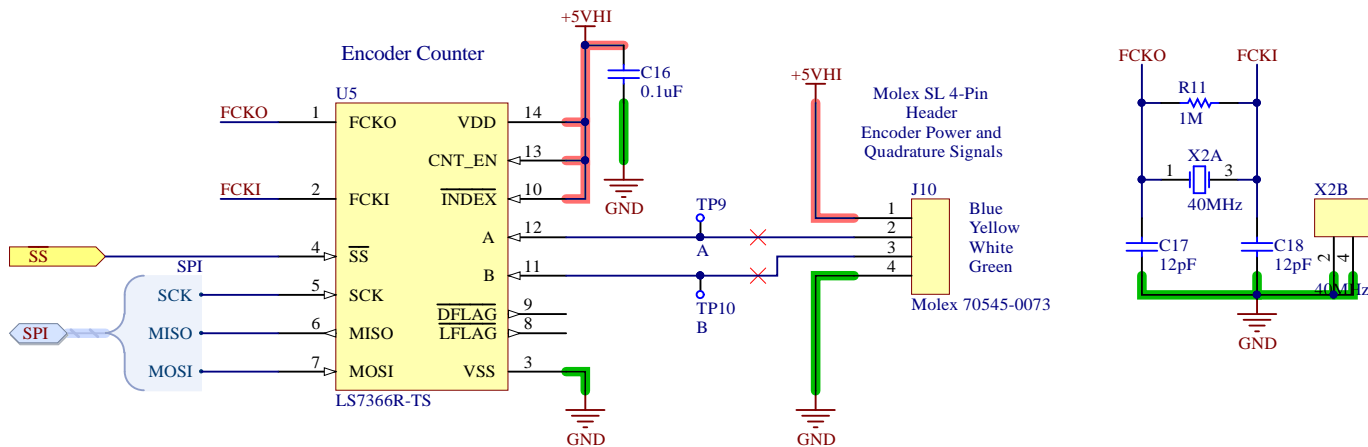 +5VHI
Encoder Counter
C16
0.1uF
GND
U5
FCKO
1
FCKO
VDD
14
CNT_EN
13
FCKI
2
FCKI
INDEX
10
A
12
SS
4
SS
B
11
SPI
SPI
SCK
5
SCK
DFLAG
9
MISO
6
MISO
LFLAG
8
MOSI
7
MOSI
VSS
3
LS7366R-TS
GND
TP9
A
TP10
B
+5VHI
Molex SL 4-Pin
Header
Encoder Power and
Quadrature Signals
J10
1
2
3
4
Blue
Yellow
White
Green
Molex 70545-0073
GND
FCKO
FCKI
R11
1M
X2A
1
3
40MHz
C17
12pF
C18
12pF
X2B
2
4
40MHz
GND